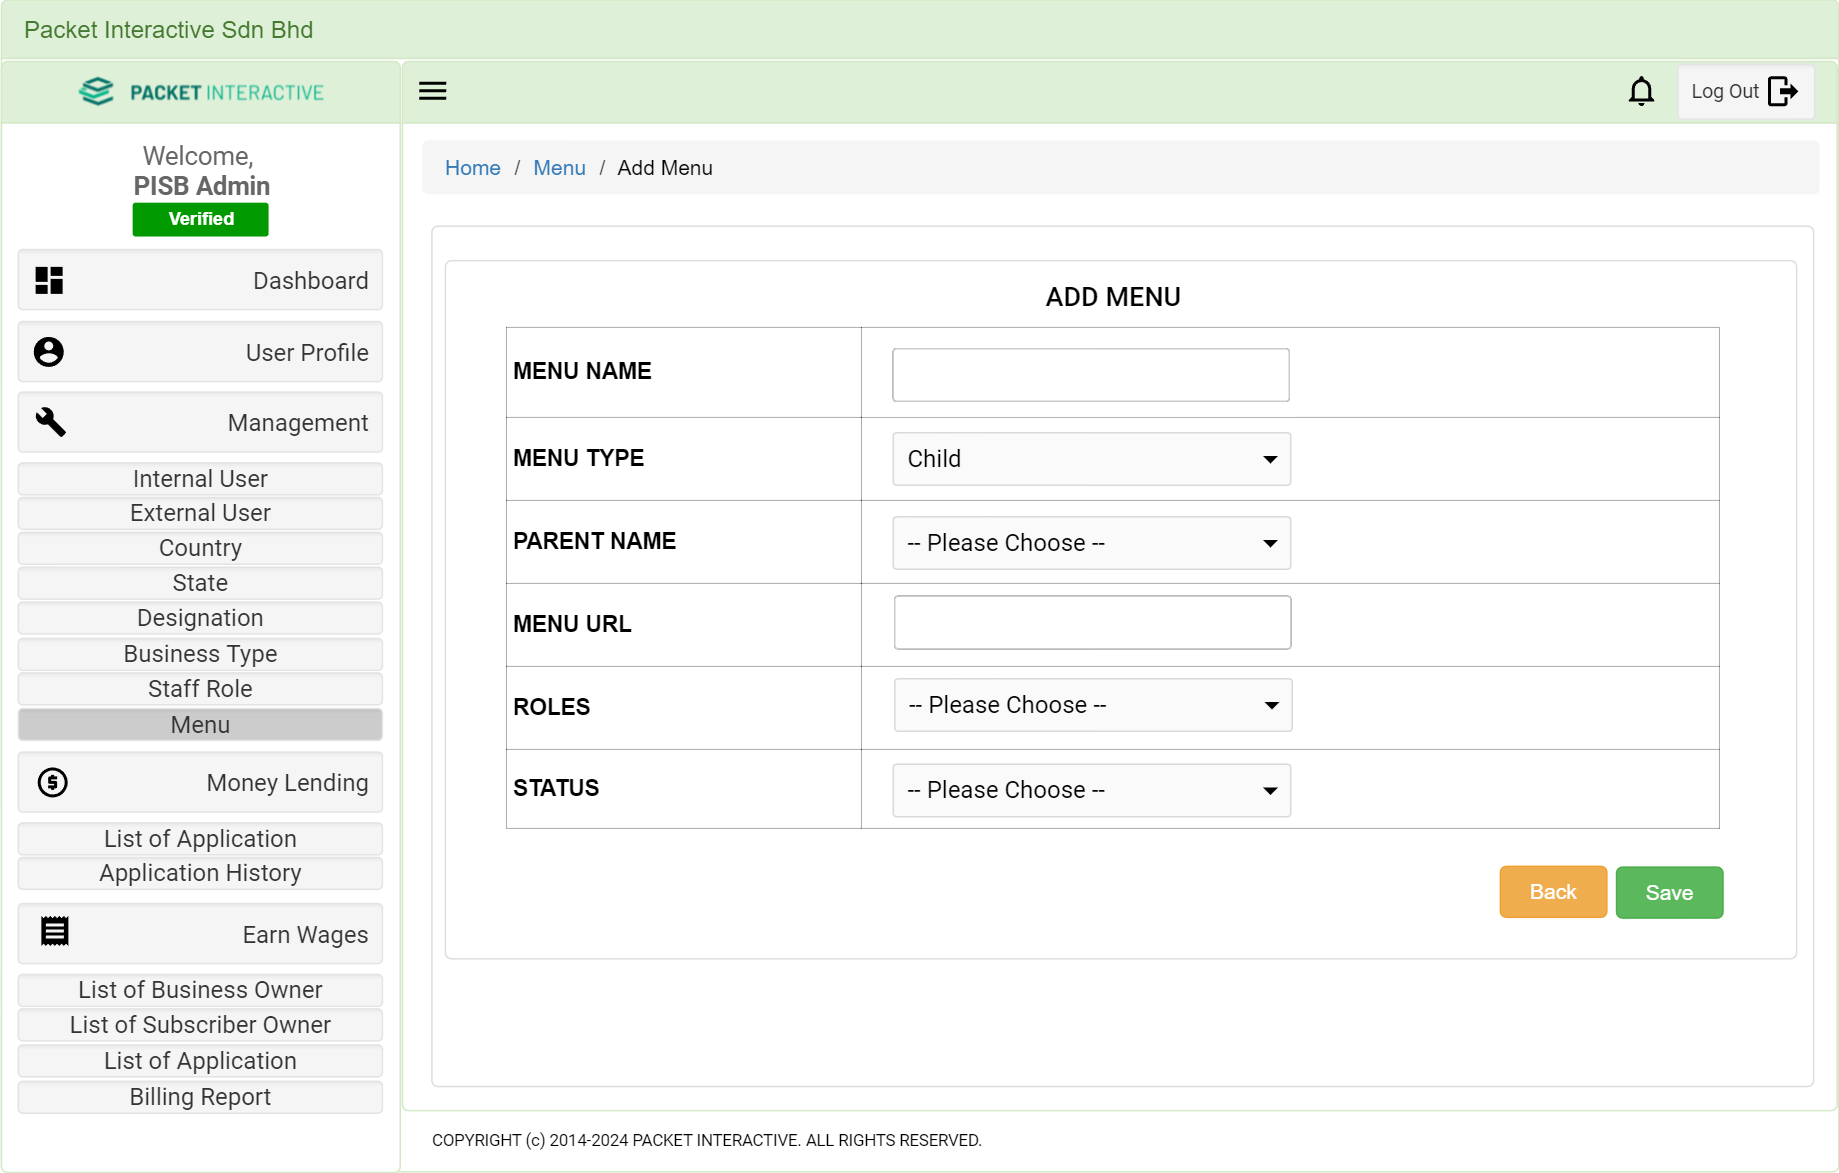 Packet Interactive Sdn Bhd
PACKET INTERACTIVE
Log Out
Welcome,
PISB Admin
Verified
Home / Menu / Add Menu
Dashboard
User Profile
Management
Internal User
External User
Country
State
Designation
Business Type
Staff Role
Menu
Money Lending
List of Application
Application History
Earn Wages
List of Business Owner
List of Subscriber Owner
List of Application
Billing Report
ADD MENU
MENU NAME
MENU TYPE
Child
PARENT NAME
-- Please Choose --
MENU URL
ROLES
-- Please Choose --
STATUS
-- Please Choose --
Back
Save
COPYRIGHT (c) 2014-2024 PACKET INTERACTIVE. ALL RIGHTS RESERVED.